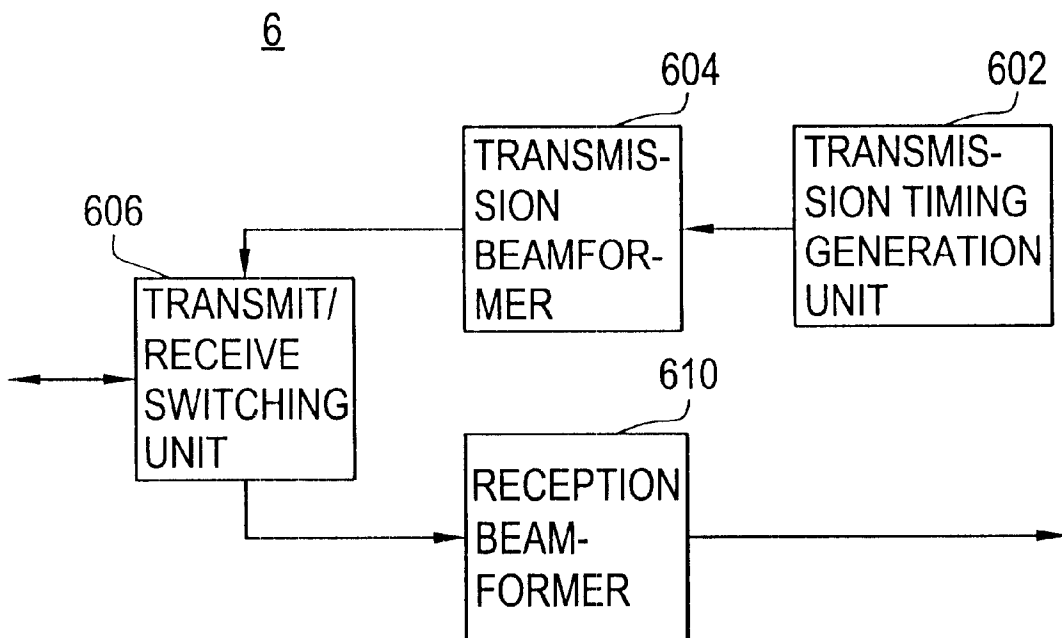 6
604
602
TRANSMIS-
SION
BEAMFOR-
MER
TRANSMIS-
SION TIMING
GENERATION
UNIT
606
TRANSMIT/
RECEIVE
SWITCHING
UNIT
610
RECEPTION
BEAM-
FORMER